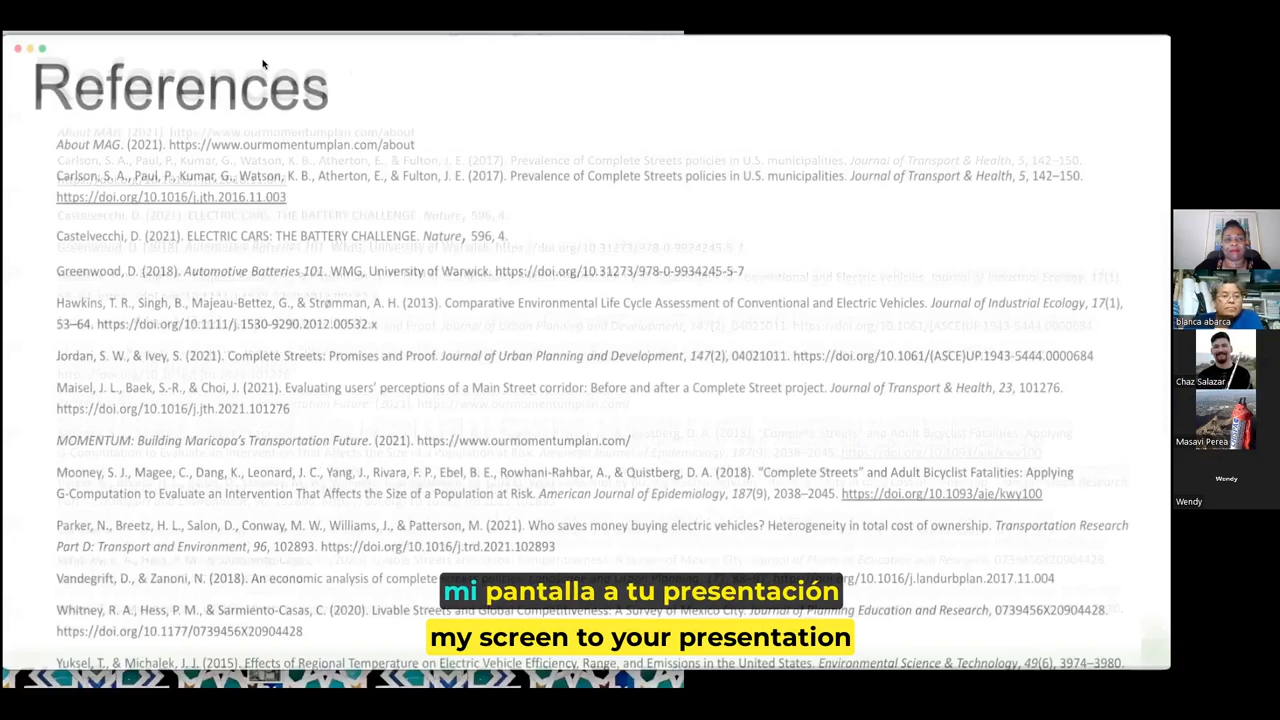 References
About MAG. (2021). https://www.ourmomentumplan.com/about
Carlson, S. A., Paul, P., Kumar, G., Watson, K. B., Atherton, E., & Fulton, J. E. (2017). Prevalence of Complete Streets policies in U.S. municipalities. Journal of Transport & Health, 5, 142–150.
https://doi.org/10.1016/j.jth.2016.11.003
Castelvecchi, D. (2021). ELECTRIC CARS: THE BATTERY CHALLENGE. Nature, 596, 4.
Greenwood, D. (2018). Automotive Batteries 101. WMG, University of Warwick. https://doi.org/10.31273/978-0-9934245-5-7
Hawkins, T. R., Singh, B., Majeau-Bettez, G., & Strømman, A. H. (2013). Comparative Environmental Life Cycle Assessment of Conventional and Electric Vehicles. Journal of Industrial Ecology, 17(1),
53–64. https://doi.org/10.1111/j.1530-9290.2012.00532.x
Jordan, S. W., & Ivey, S. (2021). Complete Streets: Promises and Proof. Journal of Urban Planning and Development, 147(2), 04021011. https://doi.org/10.1061/(ASCE)UP.1943-5444.0000684
Maisel, J. L., Baek, S.-R., & Choi, J. (2021). Evaluating users' perceptions of a Main Street corridor: Before and after a Complete Street project. Journal of Transport & Health, 23, 101276.
https://doi.org/10.1016/j.jth.2021.101276
MOMENTUM: Building Maricopa's Transportation Future. (2021). https://www.ourmomentumplan.com/
Mooney, S. J., Magee, C., Dang, K., Leonard, J. C., Yang, J., Rivara, F. P., Ebel, B. E., Rowhani-Rahbar, A., & Quistberg, D. A. (2018). "Complete Streets" and Adult Bicyclist Fatalities: Applying
G-Computation to Evaluate an Intervention That Affects the Size of a Population at Risk. American Journal of Epidemiology, 187(9), 2038–2045. https://doi.org/10.1093/aje/kwy100
Parker, N., Breetz, H. L., Salon, D., Conway, M. W., Williams, J., & Patterson, M. (2021). Who saves money buying electric vehicles? Heterogeneity in total cost of ownership. Transportation Research
Part D: Transport and Environment, 96, 102893. https://doi.org/10.1016/j.trd.2021.102893
Vandegrift, D., & Zanoni, N. (2018). An economic analysis of complete doi.org/10.1016/j.landurbplan.2017.11.004
Whitney, R. A., Hess, P. M., & Sarmiento-Casas, C. (2020). Livable Streets and Global Competitiveness: A Survey of Mexico City. Journal of Planning Education and Research, 0739456X20904428.
https://doi.org/10.1177/0739456X20904428
Yuksel, T., & Michalek, J. J. (2015). Effects of Regional Temperature on Electric Vehicle Efficiency, Range, and Emissions in the United States. Environmental Science & Technology, 49(6), 3974–3980.
mi pantalla a tu presentación
my screen to your presentation
blanca abarca
Chaz Salazar
Masavi Perea
Wendy
Wendy